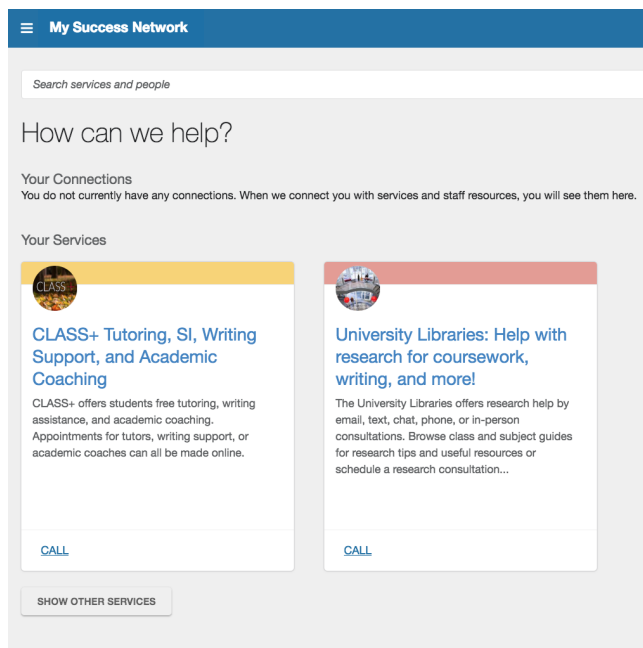 My Success Network
Search services and people
How can we help?
Your Connections
You do not currently have any connections. When we connect you with services and staff resources, you will see them here.
Your Services
CLASS
CLASS+ Tutoring, SI, Writing
Support, and Academic
Coaching
CLASS+ offers students free tutoring, writing
assistance, and academic coaching.
Appointments for tutors, writing support, or
academic coaches can all be made online.
CALL
University Libraries: Help with
research for coursework,
writing, and more!
The University Libraries offers research help by
email, text, chat, phone, or in-person
consultations. Browse class and subject guides
for research tips and useful resources or
schedule a research consultation...
CALL
SHOW OTHER SERVICES